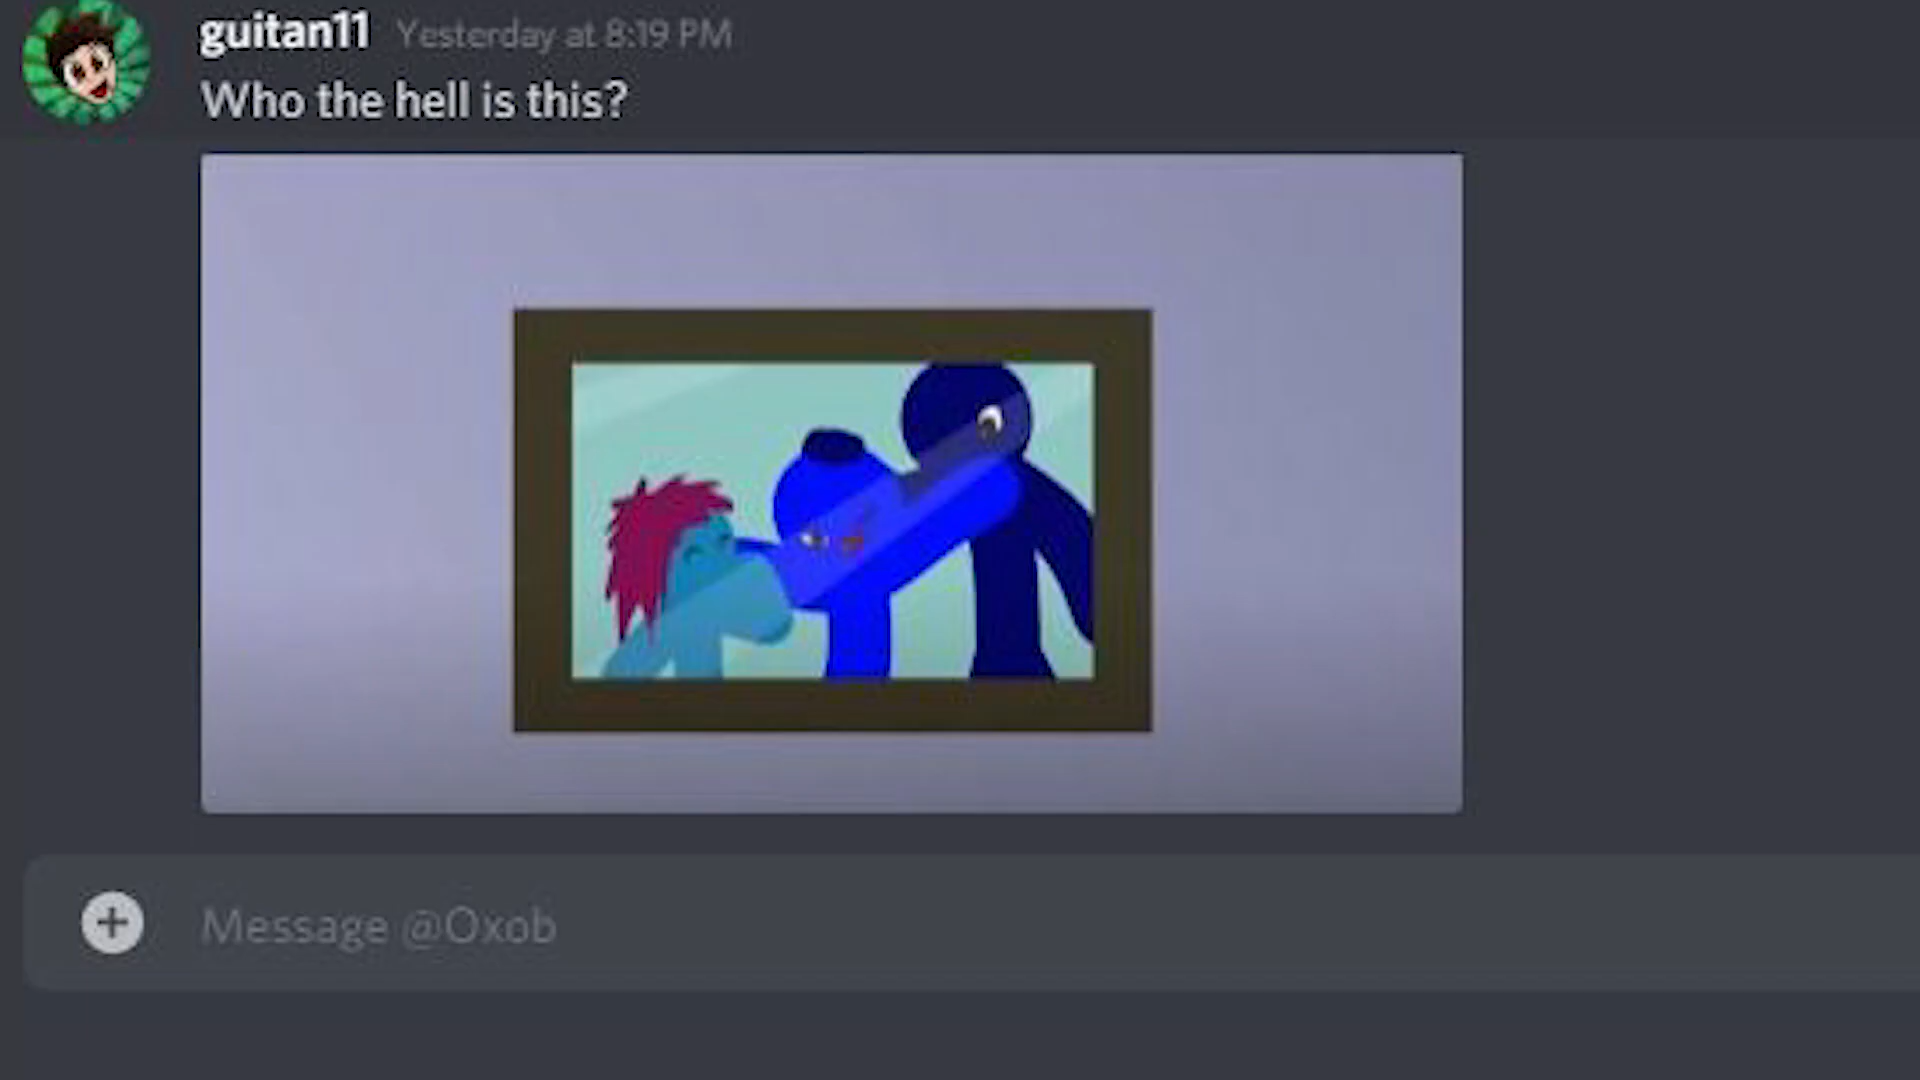 guitan11 Yesterday at 8:19 PM
Who the hell is this?
Message @Oxob